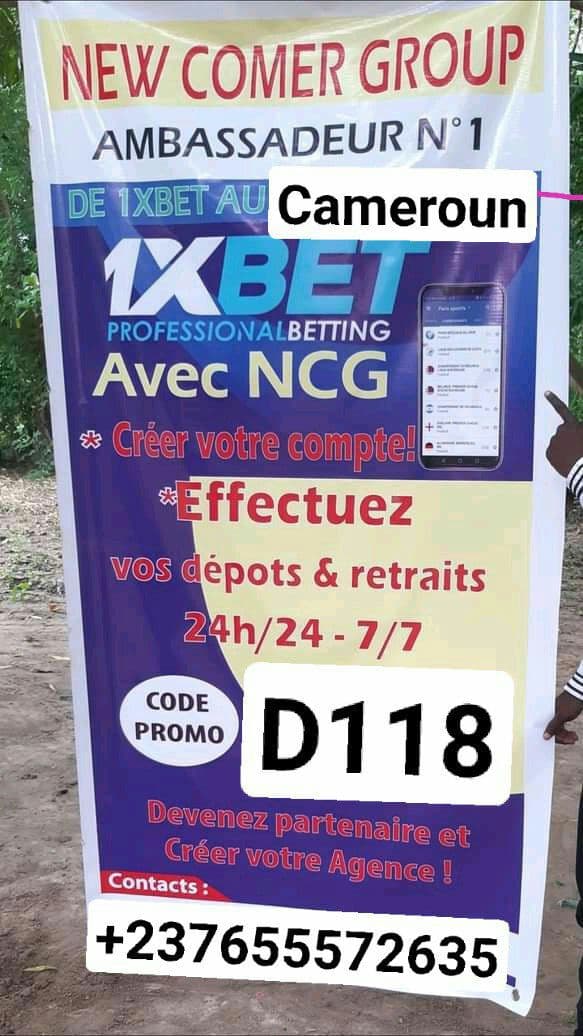 NEW COMER GROUP
AMBASSADEUR N°1
DE 1XBET AU Cameroun
1XBET
PROFESSIONALBETTING
Avec NCG
* Créer votre compte!
*Effectuez
vos dépots & retraits
24h/24 - 7/7
CODE
PROMO
D118
Devenez partenaire et
Créer votre Agence !
Contacts :
+237655572635